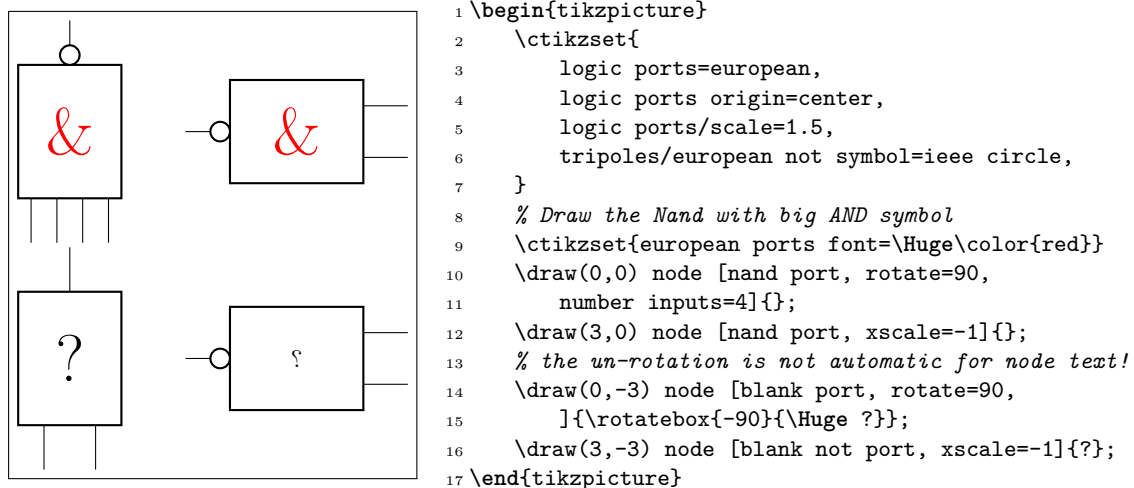 &
&
?
؟
1 \begin{tikzpicture}
2 \ctikzset{
3 logic ports=european,
4 logic ports origin=center,
5 logic ports/scale=1.5,
6 tripoles/european not symbol=ieee circle,
7 }
8 % Draw the Nand with big AND symbol
9 \ctikzset{european ports font=\Huge\color{red}}
10 \draw(0,0) node [nand port, rotate=90,
11 number inputs=4]{};
12 \draw(3,0) node [nand port, xscale=-1]{};
13 % the un-rotation is not automatic for node text!
14 \draw(0,-3) node [blank port, rotate=90,
15 ]{\rotatebox{-90}{\Huge ?}};
16 \draw(3,-3) node [blank not port, xscale=-1]{?};
17 \end{tikzpicture}